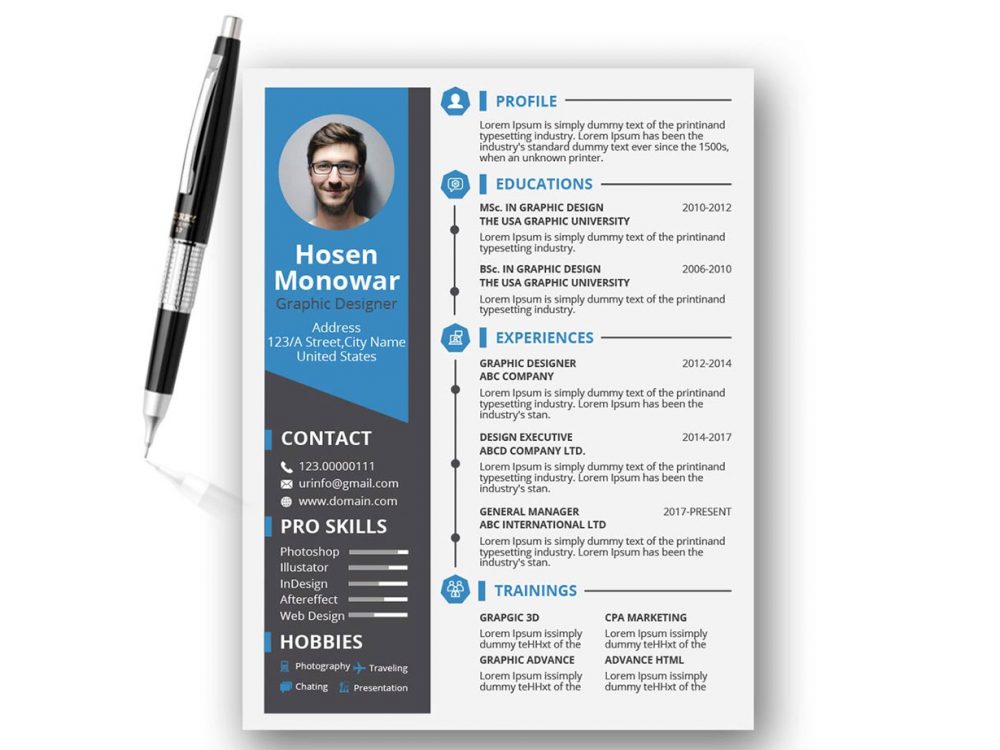 Hosen
Monowar
Graphic Designer
Address
123/A Street,City Name
United States
CONTACT
123.00000111
urinfo@gmail.com
www.domain.com
PRO SKILLS
Photoshop
Illustator
InDesign
Aftereffect
Web Design
HOBBIES
Photography Traveling
Chating Presentation
PROFILE
Lorem Ipsum is simply dummy text of the printinand
typesetting industry. Lorem Ipsum has been the
industry's standard dummy text ever since the 1500s,
when an unknown printer.
EDUCATIONS
MSc. IN GRAPHIC DESIGN 2010-2012
THE USA GRAPHIC UNIVERSITY
Lorem Ipsum is simply dummy text of the printinand
typesetting industry.
BSc. IN GRAPHIC DESIGN 2006-2010
THE USA GRAPHIC UNIVERSITY
Lorem Ipsum is simply dummy text of the printinand
typesetting industry.
EXPERIENCES
GRAPHIC DESIGNER 2012-2014
ABC COMPANY
Lorem Ipsum is simply dummy text of the printinand
typesetting industry. Lorem Ipsum has been the
industry's stan.
DESIGN EXECUTIVE 2014-2017
ABCD COMPANY LTD.
Lorem Ipsum is simply dummy text of the printinand
typesetting industry. Lorem Ipsum has been the
industry's stan.
GENERAL MANAGER 2017-PRESENT
ABC INTERNATIONAL LTD
Lorem Ipsum is simply dummy text of the printinand
typesetting industry. Lorem Ipsum has been the
industry's stan.
TRAININGS
GRAPGIC 3D
Lorem Ipsum issimply
dummy teHHxt of the
CPA MARKETING
Lorem Ipsum issimply
dummy teHHxt of the
GRAPHIC ADVANCE
Lorem Ipsum issimply
dummy teHHxt of the
ADVANCE HTML
Lorem Ipsum issimply
dummy teHHxt of the